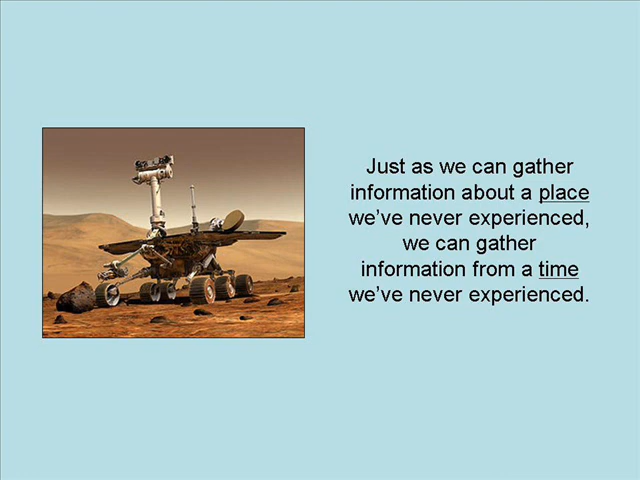 Just as we can gather
information about a place
we've never experienced,
we can gather
information from a time
we've never experienced.